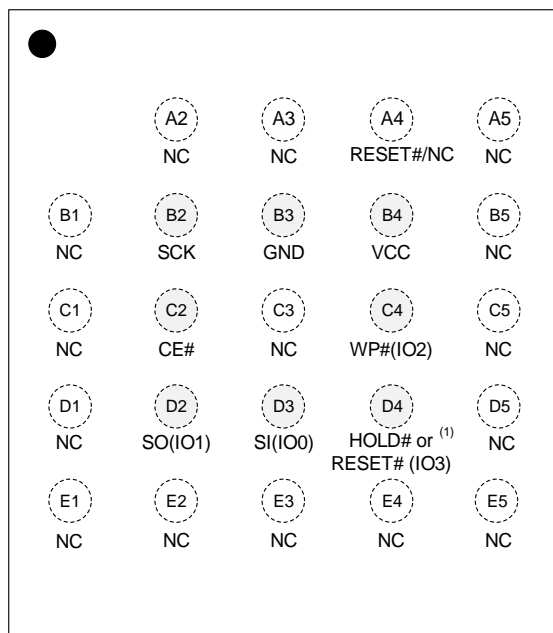 A2 A3 A4 A5
NC NC RESET#/NC NC
B1 B2 B3 B4 B5
NC SCK GND VCC NC
C1 C2 C3 C4 C5
NC CE# NC WP#(IO2) NC
D1 D2 D3 D4 D5
NC SO(IO1) SI(IO0) HOLD# or (1) NC
RESET# (IO3)
E1 E2 E3 E4 E5
NC NC NC NC NC